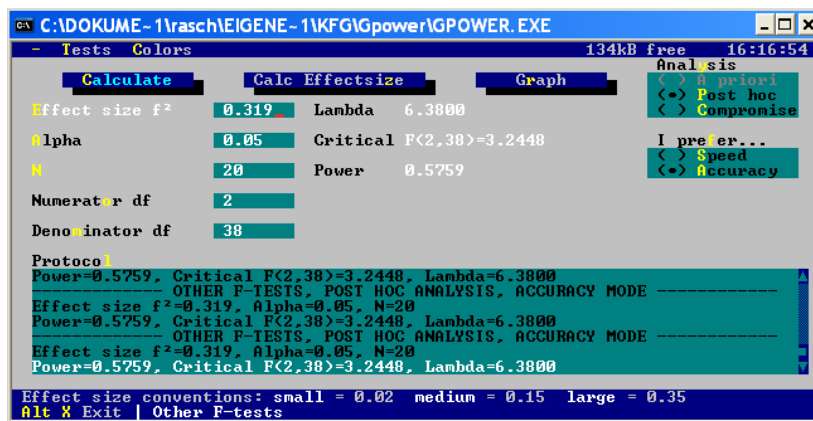 C:\DOKUME~1\rasch\EIGENE~1\KFG\Gpower\GPOWER.EXE
- Tests Colors 134kB free 16:16:54
Analysis
Calculate Calc Effectsize Graph ( ) A priori
(•) Post hoc
Effect size f² 0.319_ Lambda 6.3800 ( ) Compromise
Alpha 0.05 Critical F(2,38)=3.2448 I prefer...
( ) Speed
N 20 Power 0.5759 (•) Accuracy
Numerator df 2
Denominator df 38
Protocol
Power=0.5759, Critical F(2,38)=3.2448, Lambda=6.3800
------------ OTHER F-TESTS, POST HOC ANALYSIS, ACCURACY MODE ------------
Effect size f²=0.319, Alpha=0.05, N=20
Power=0.5759, Critical F(2,38)=3.2448, Lambda=6.3800
------------ OTHER F-TESTS, POST HOC ANALYSIS, ACCURACY MODE ------------
Effect size f²=0.319, Alpha=0.05, N=20
Power=0.5759, Critical F(2,38)=3.2448, Lambda=6.3800
Effect size conventions: small = 0.02 medium = 0.15 large = 0.35
Alt X Exit | Other F-tests